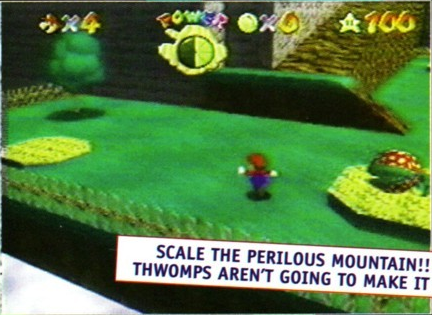 ×4 POWER ×0 ★100
SCALE THE PERILOUS MOUNTAIN!!
THWOMPS AREN'T GOING TO MAKE IT